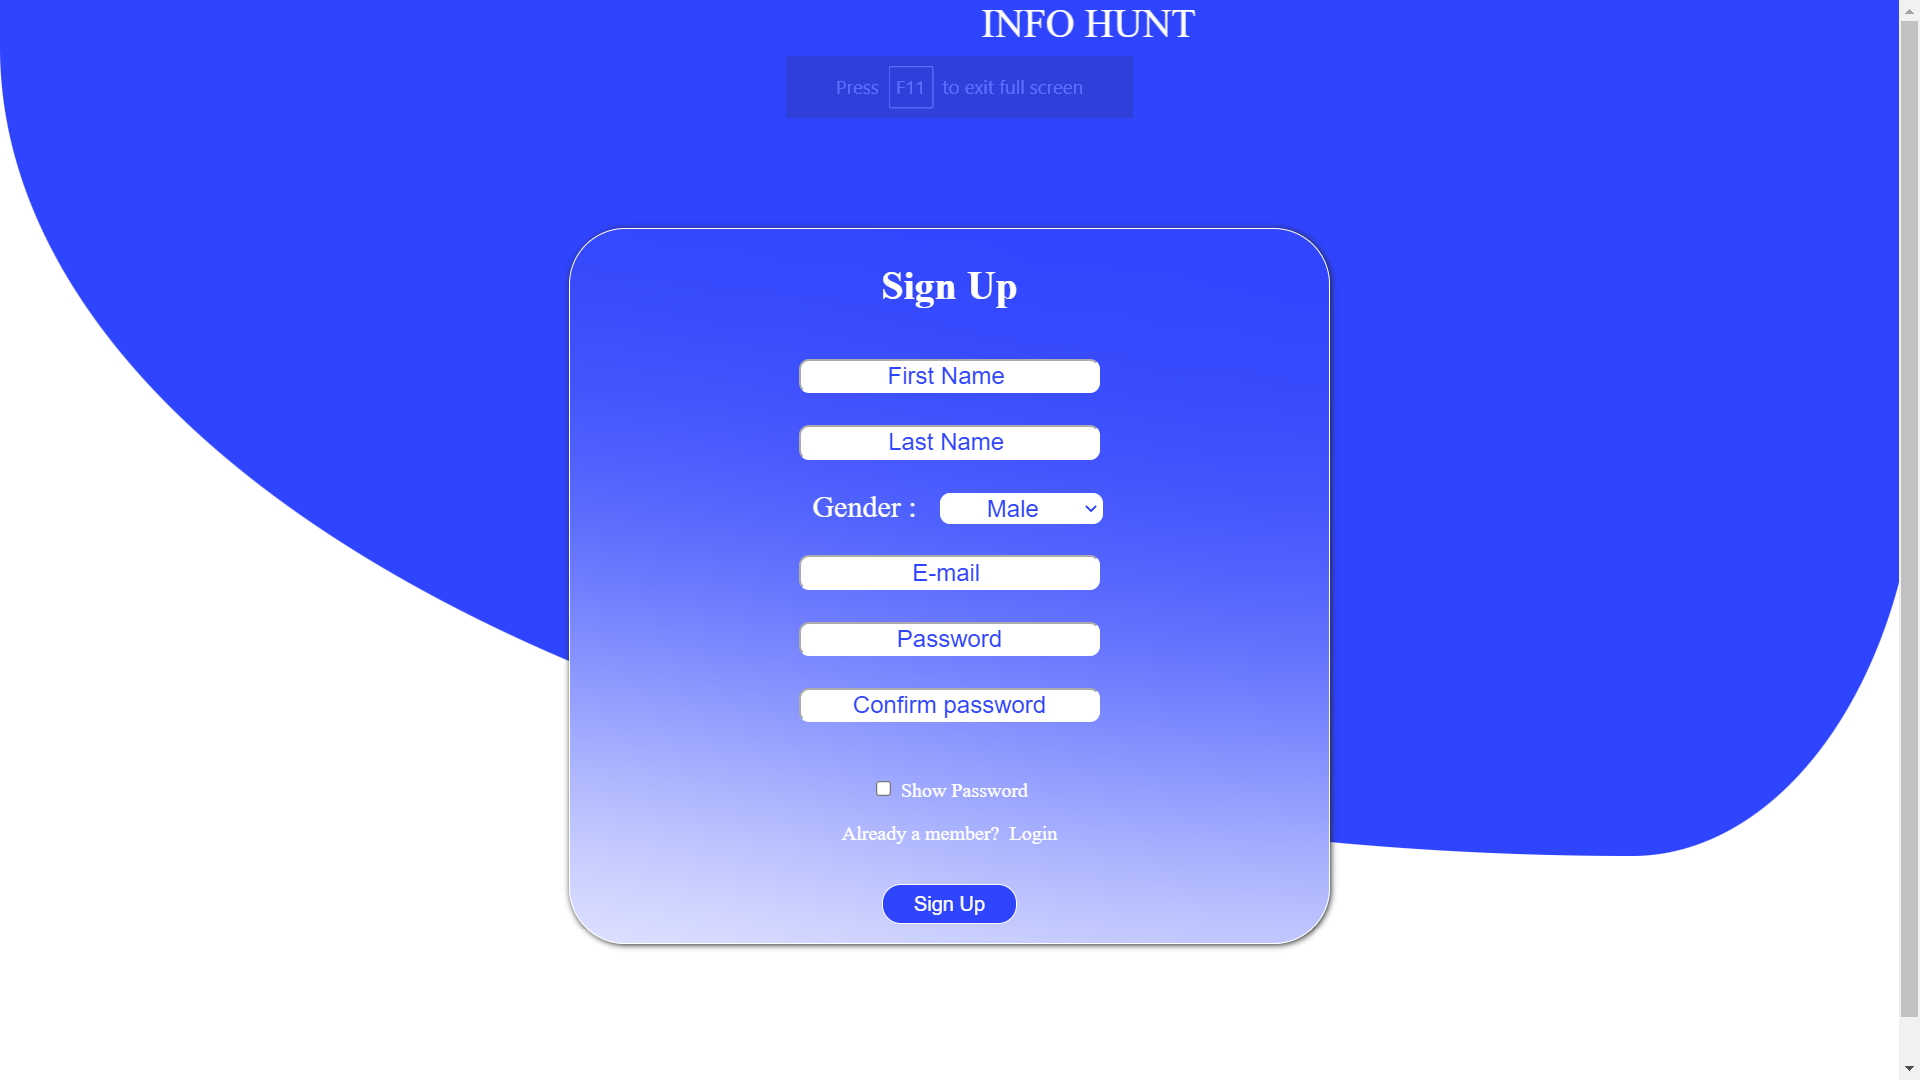 INFO HUNT
Press F11 to exit full screen
Sign Up
First Name
Last Name
Gender : Male
E-mail
Password
Confirm password
Show Password
Already a member? Login
Sign Up